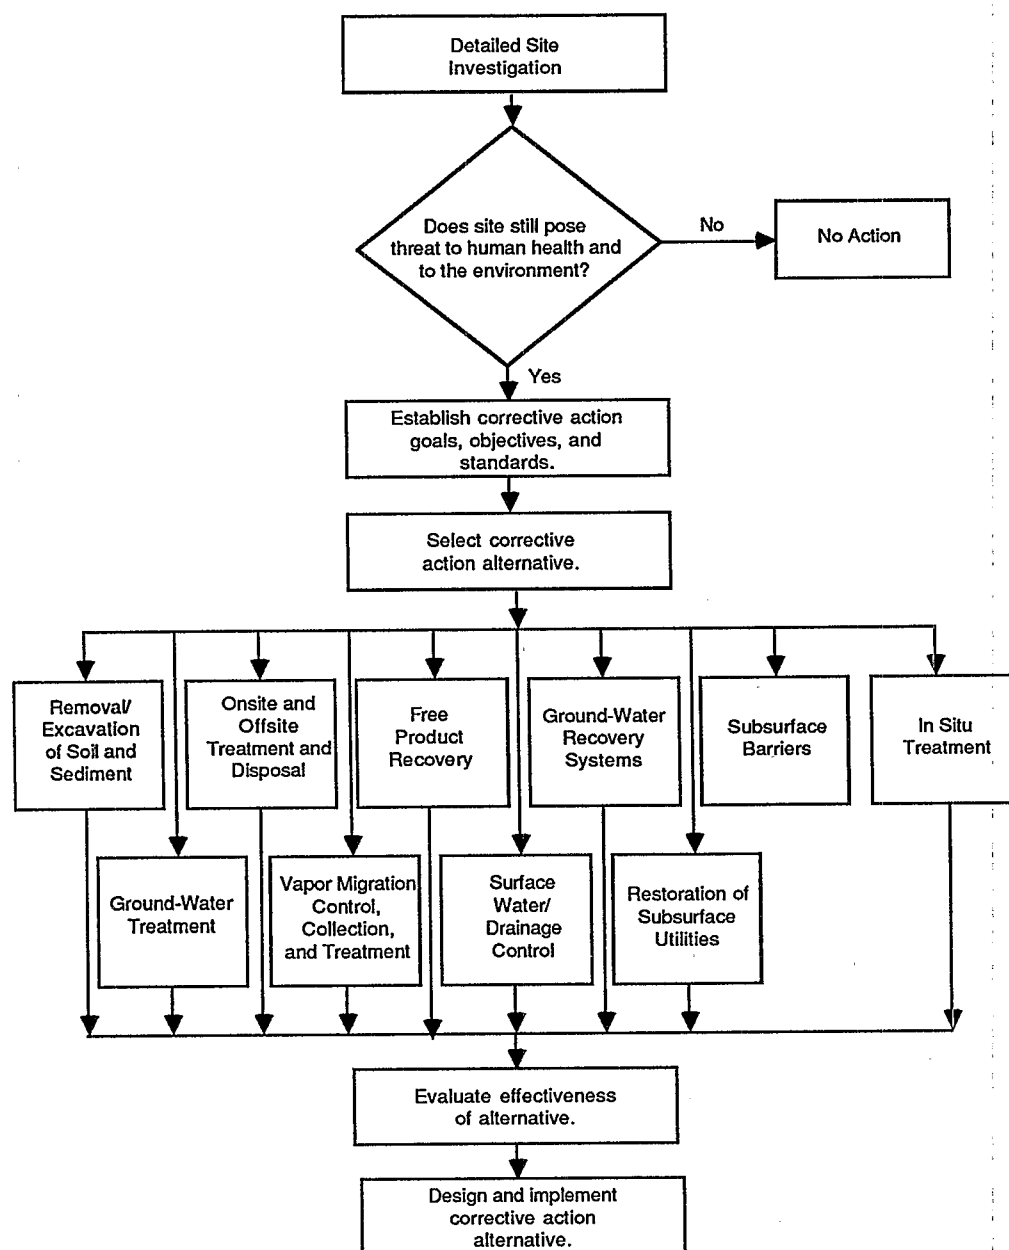 Detailed Site
Investigation
Does site still pose
threat to human health and
to the environment?
No
No Action
Yes
Establish corrective action
goals, objectives, and
standards.
Select corrective
action alternative.
Removal/
Excavation
of Soil and
Sediment
Onsite and
Offsite
Treatment and
Disposal
Free
Product
Recovery
Ground-Water
Recovery
Systems
Subsurface
Barriers
In Situ
Treatment
Ground-Water
Treatment
Vapor Migration
Control,
Collection,
and Treatment
Surface
Water/
Drainage
Control
Restoration of
Subsurface
Utilities
Evaluate effectiveness
of alternative.
Design and implement
corrective action
alternative.